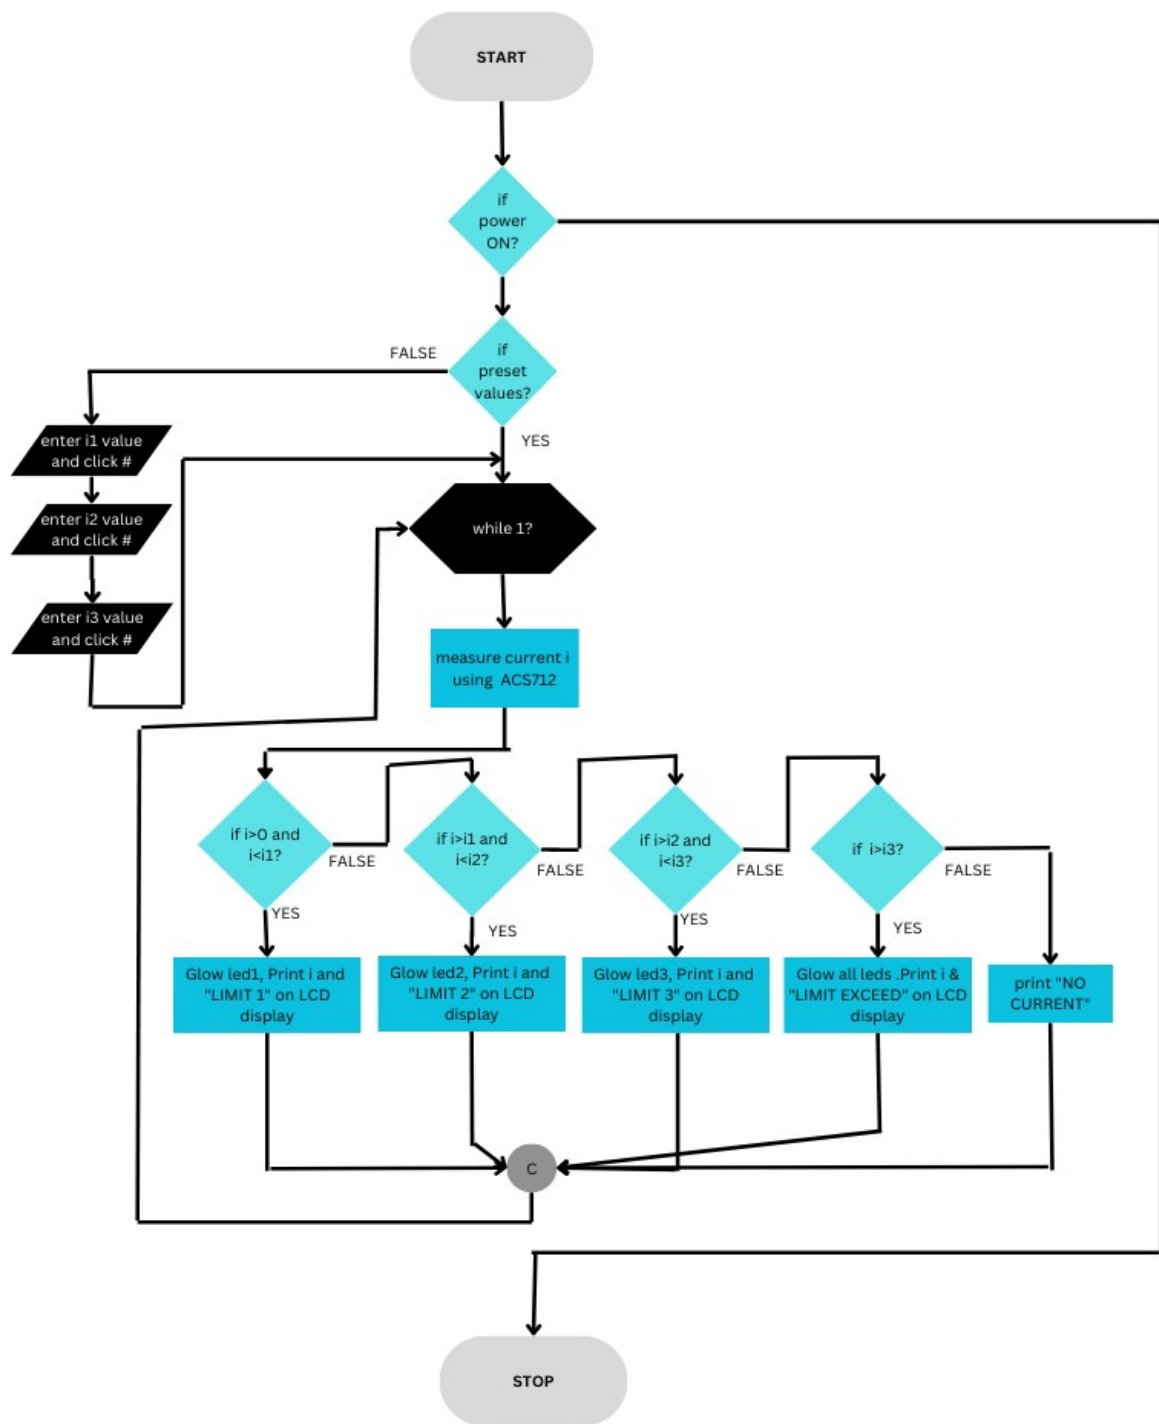 START
if
power
ON?
FALSE
if
preset
values?
YES
enter i1 value
and click #
enter i2 value
and click #
enter i3 value
and click #
while 1?
measure current i
using ACS712
if i>0 and
i<i1?
FALSE
YES
if i>i1 and
i<i2?
FALSE
YES
if i>i2 and
i<i3?
FALSE
YES
if i>i3?
FALSE
YES
Glow led1, Print i and
"LIMIT 1" on LCD
display
Glow led2, Print i and
"LIMIT 2" on LCD
display
Glow led3, Print i and
"LIMIT 3" on LCD
display
Glow all leds .Print i &
"LIMIT EXCEED" on LCD
display
print "NO
CURRENT"
C
STOP